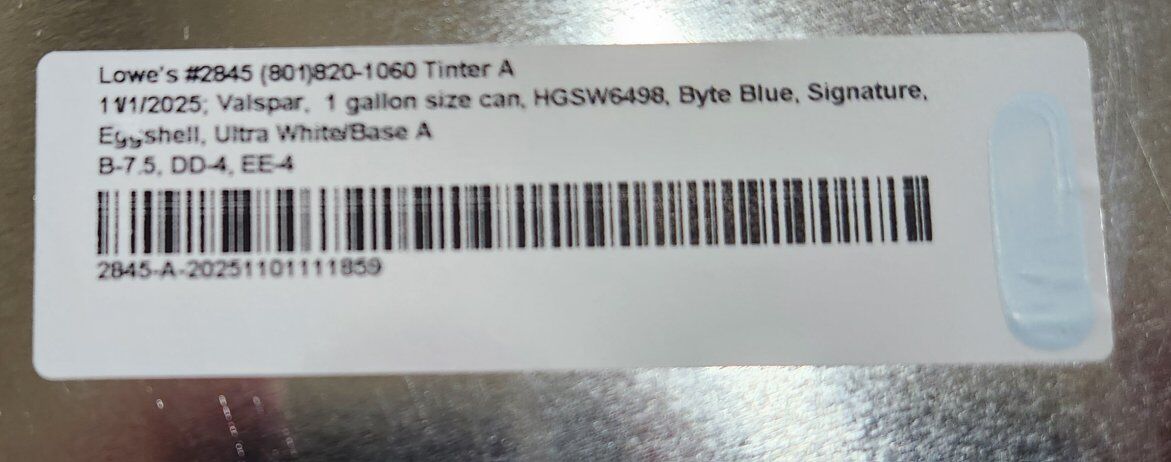 Lowe's #2845 (801)820-1060 Tinter A
11/1/2025; Valspar, 1 gallon size can, HGSW6498, Byte Blue, Signature,
Eggshell, Ultra White/Base A
B-7.5, DD-4, EE-4
2845-A-20251101111859